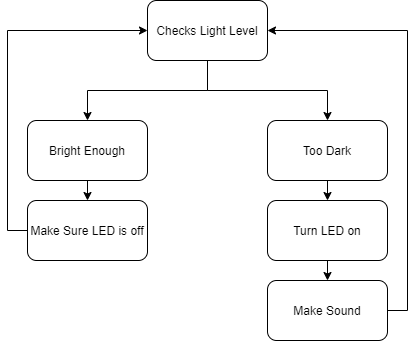 Checks Light Level
Bright Enough
Too Dark
Make Sure LED is off
Turn LED on
Make Sound